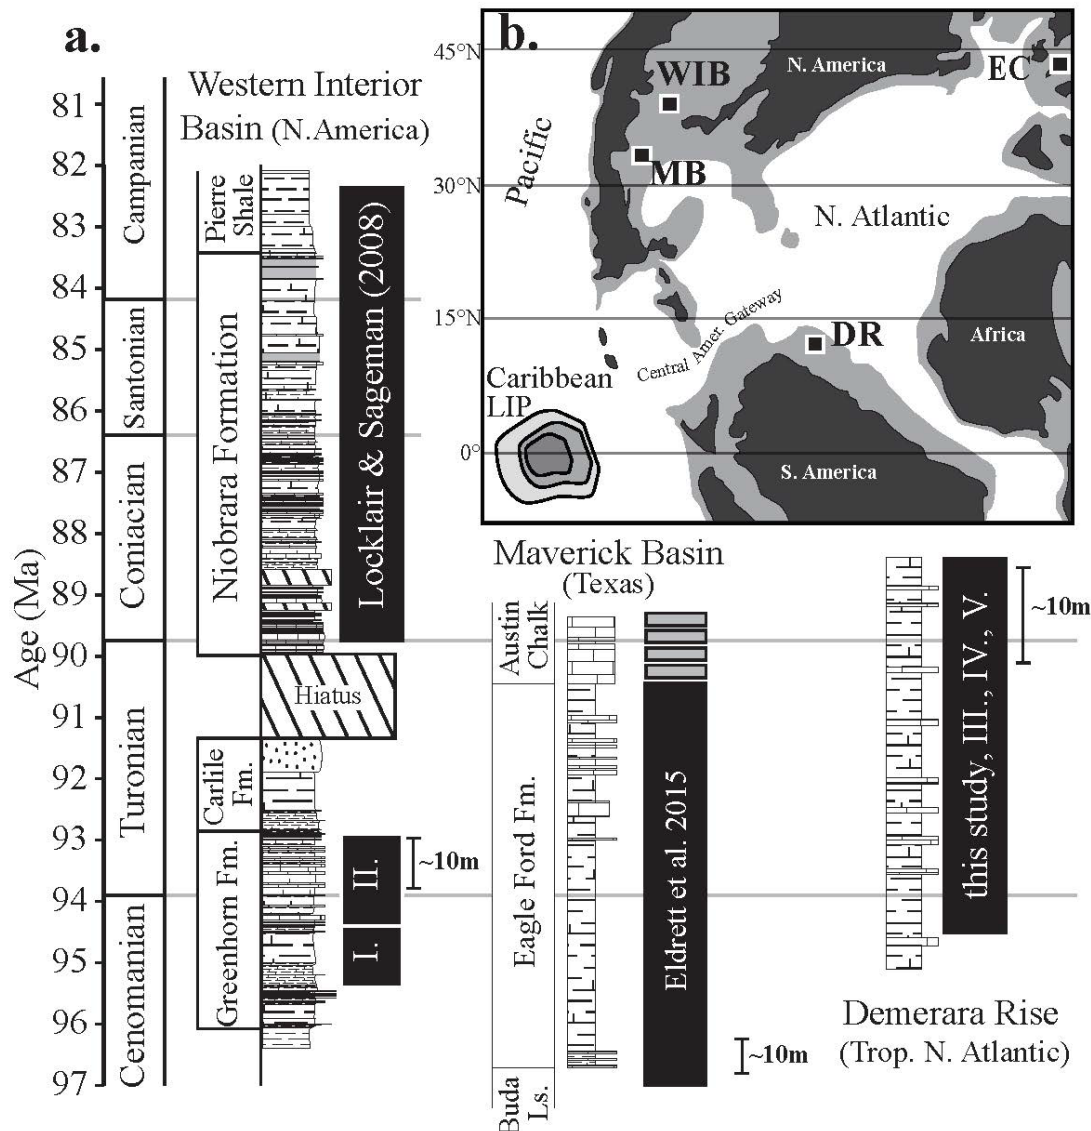 a.
Western Interior
Basin (N.America)
Age (Ma)
81
82
83
84
85
86
87
88
89
90
91
92
93
94
95
96
97
Campanian
Santonian
Coniacian
Turonian
Cenomanian
Pierre
Shale
Niobrara Formation
Hiatus
Carlile
Fm.
Greenhorn Fm.
Locklair & Sageman (2008)
II.
I.
~10m
b.
45°N
30°N
15°N
0°
Pacific
WIB
N. America
EC
MB
N. Atlantic
Central Amer. Gateway
DR
Africa
Caribbean
LIP
S. America
Maverick Basin
(Texas)
Austin
Chalk
Eagle Ford Fm.
Buda
Ls.
Eldrett et al. 2015
~10m
~10m
this study, III., IV., V.
Demerara Rise
(Trop. N. Atlantic)